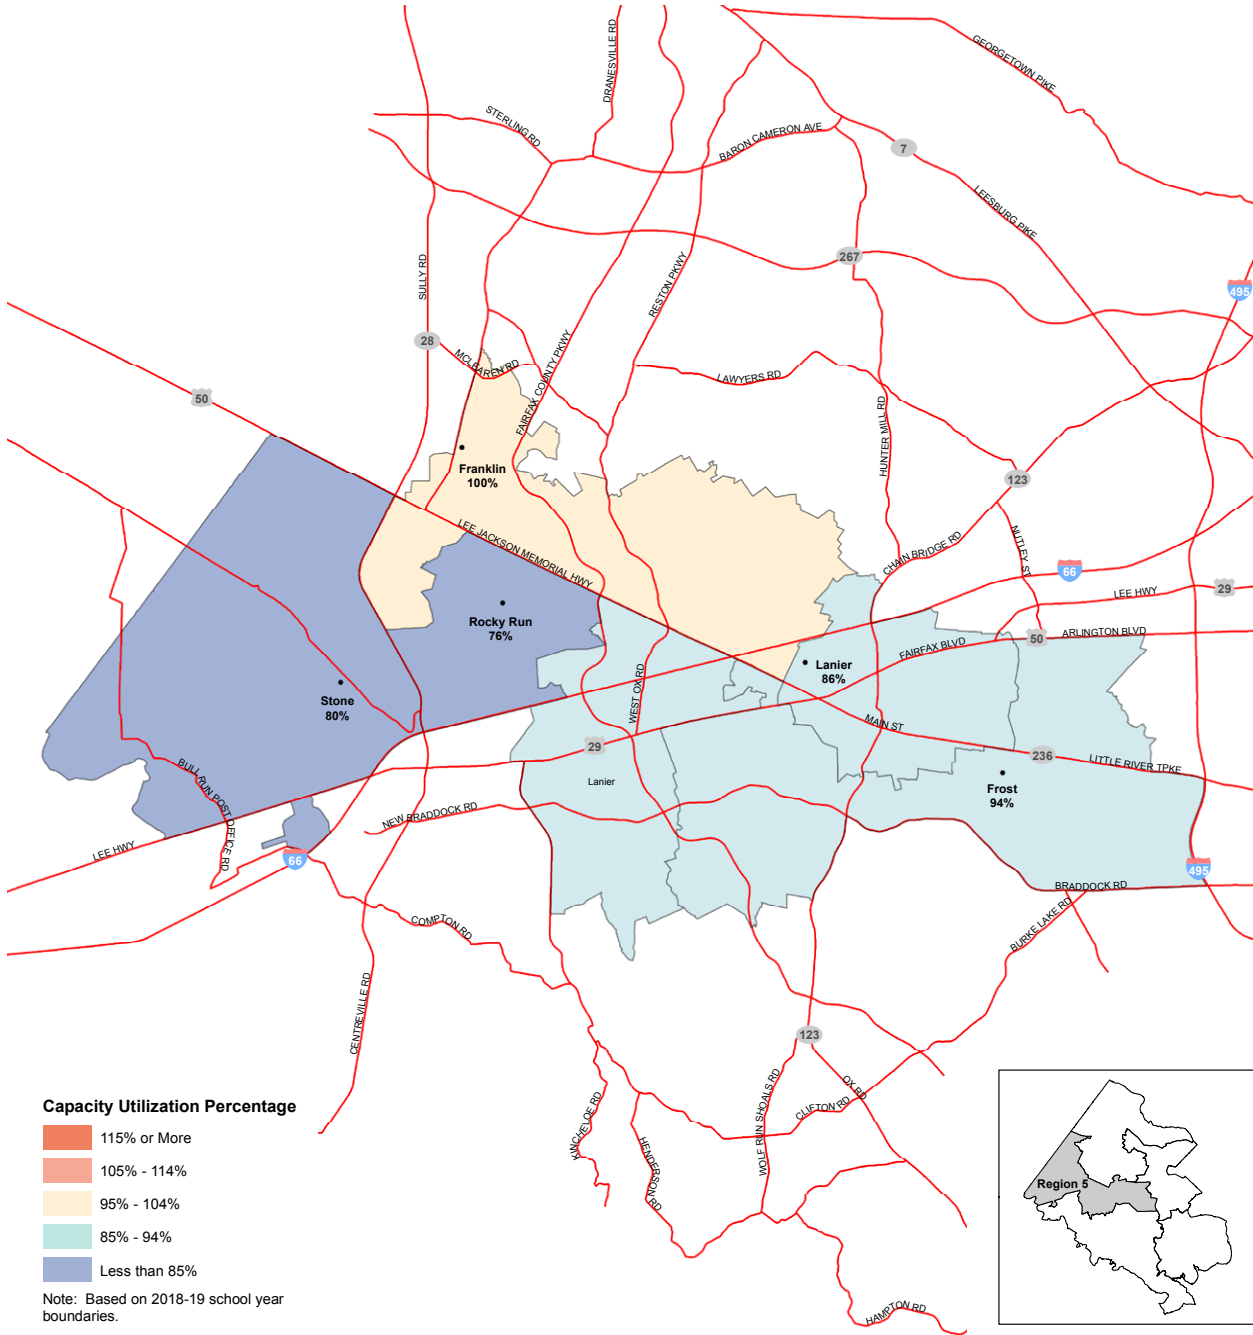 GEORGETOWN PIKE
DRANESVILLE RD
STERLING RD
BARON CAMERON AVE
7
LEESBURG PIKE
267
SULLY RD
RESTON PKWY
495
28
MCLEAREN RD
FAIRFAX COUNTY PKWY
LAWYERS RD
50
HUNTER MILL RD
Franklin
100%
123
LEE JACKSON MEMORIAL HWY
CHAIN BRIDGE RD
NUTLEY ST
66
LEE HWY
29
Rocky Run
76%
50
ARLINGTON BLVD
FAIRFAX BLVD
Lanier
86%
Stone
80%
WEST OX RD
MAIN ST
29
236
LITTLE RIVER TPKE
BULL RUN POST OFFICE RD
Lanier
Frost
94%
NEW BRADDOCK RD
LEE HWY
66
495
BRADDOCK RD
COMPTON RD
BURKE LAKE RD
CENTREVILLE RD
123
OX RD
CLIFTON RD
WOLF RUN SHOALS RD
KINCHELOE RD
HENDERSON RD
HAMPTON RD
Region 5
Capacity Utilization Percentage
115% or More
105% - 114%
95% - 104%
85% - 94%
Less than 85%
Note:  Based on 2018-19 school year
boundaries.